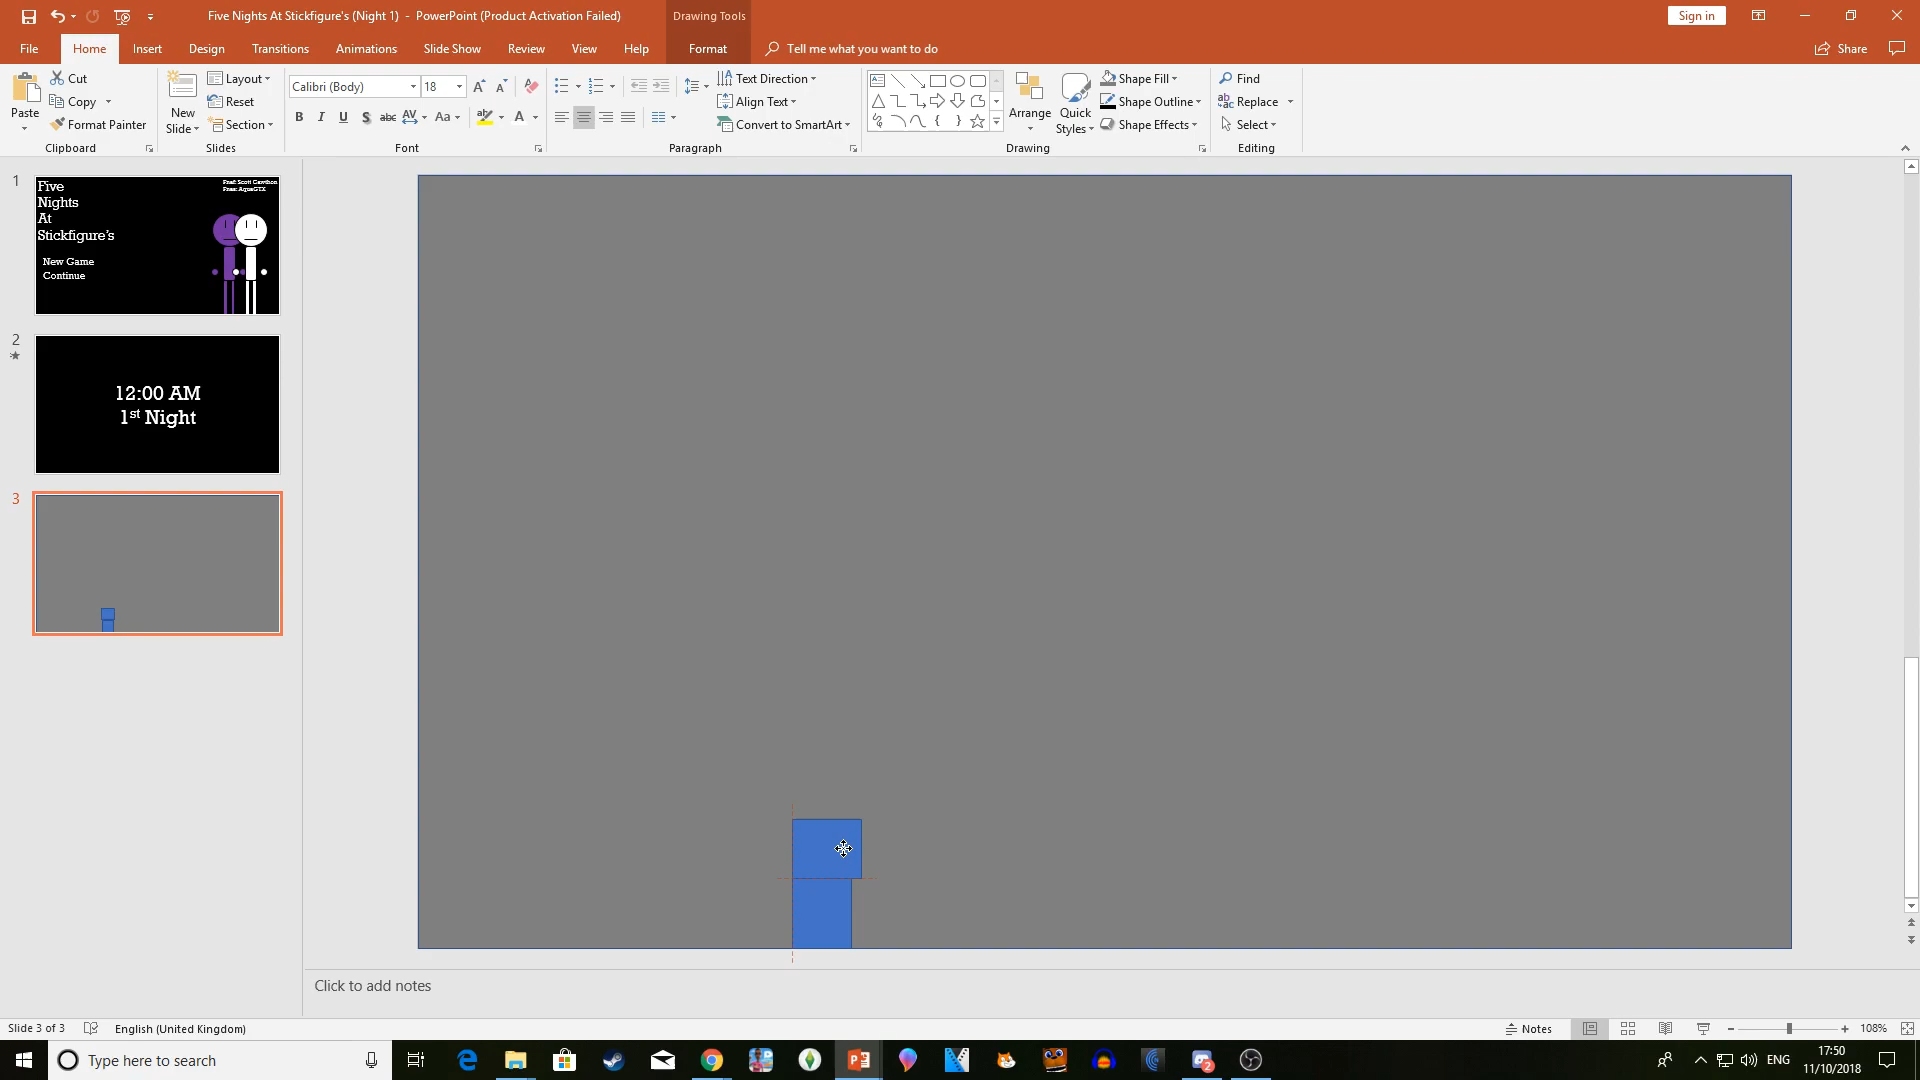 Five Nights At Stickfigure's (Night 1) - PowerPoint (Product Activation Failed)
Drawing Tools
Sign in
File
Home
Insert
Design
Transitions
Animations
Slide Show
Review
View
Help
Format
Tell me what you want to do
Share
Paste
Cut
Copy
Format Painter
Clipboard
New
Slide
Layout
Reset
Section
Slides
Calibri (Body)
18
Font
Text Direction
Align Text
Convert to SmartArt
Paragraph
Arrange
Quick
Styles
Shape Fill
Shape Outline
Shape Effects
Drawing
Find
Replace
Select
Editing
1
Five
Nights
At
Stickfigure's
New Game
Continue
2
12:00 AM
1st Night
3
Click to add notes
Slide 3 of 3
English (United Kingdom)
Notes
108%
Type here to search
2
ENG
17:50
11/10/2018